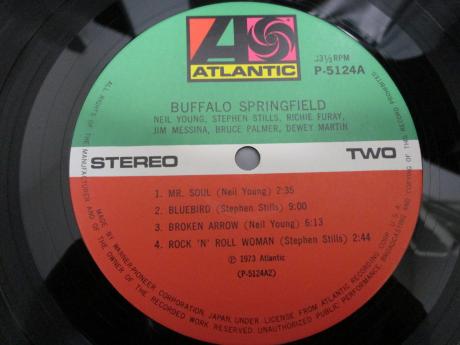 A
ATLANTIC
33⅓ RPM
P-5124A
BUFFALO SPRINGFIELD
NEIL YOUNG, STEPHEN STILLS, RICHIE FURAY,
JIM MESSINA, BRUCE PALMER, DEWEY MARTIN
STEREO TWO
1. MR. SOUL (Neil Young) 2:35
2. BLUEBIRD (Stephen Stills) 9:00
3. BROKEN ARROW (Neil Young) 6:13
4. ROCK 'N' ROLL WOMAN (Stephen Stills) 2:44
Ⓟ 1973 Atlantic
(P-5124A2)
ALL RIGHTS OF THE MANUFACTURER AND OF THE OWNER OF THE RECORDED WORK RESERVED. UNAUTHORIZED PUBLIC PERFORMANCE, BROADCASTING AND COPYING OF THIS RECORD PROHIBITED
MADE BY WARNER-PIONEER CORPORATION, JAPAN, UNDER LICENSE FROM ATLANTIC RECORDING CORP., U.S.A.